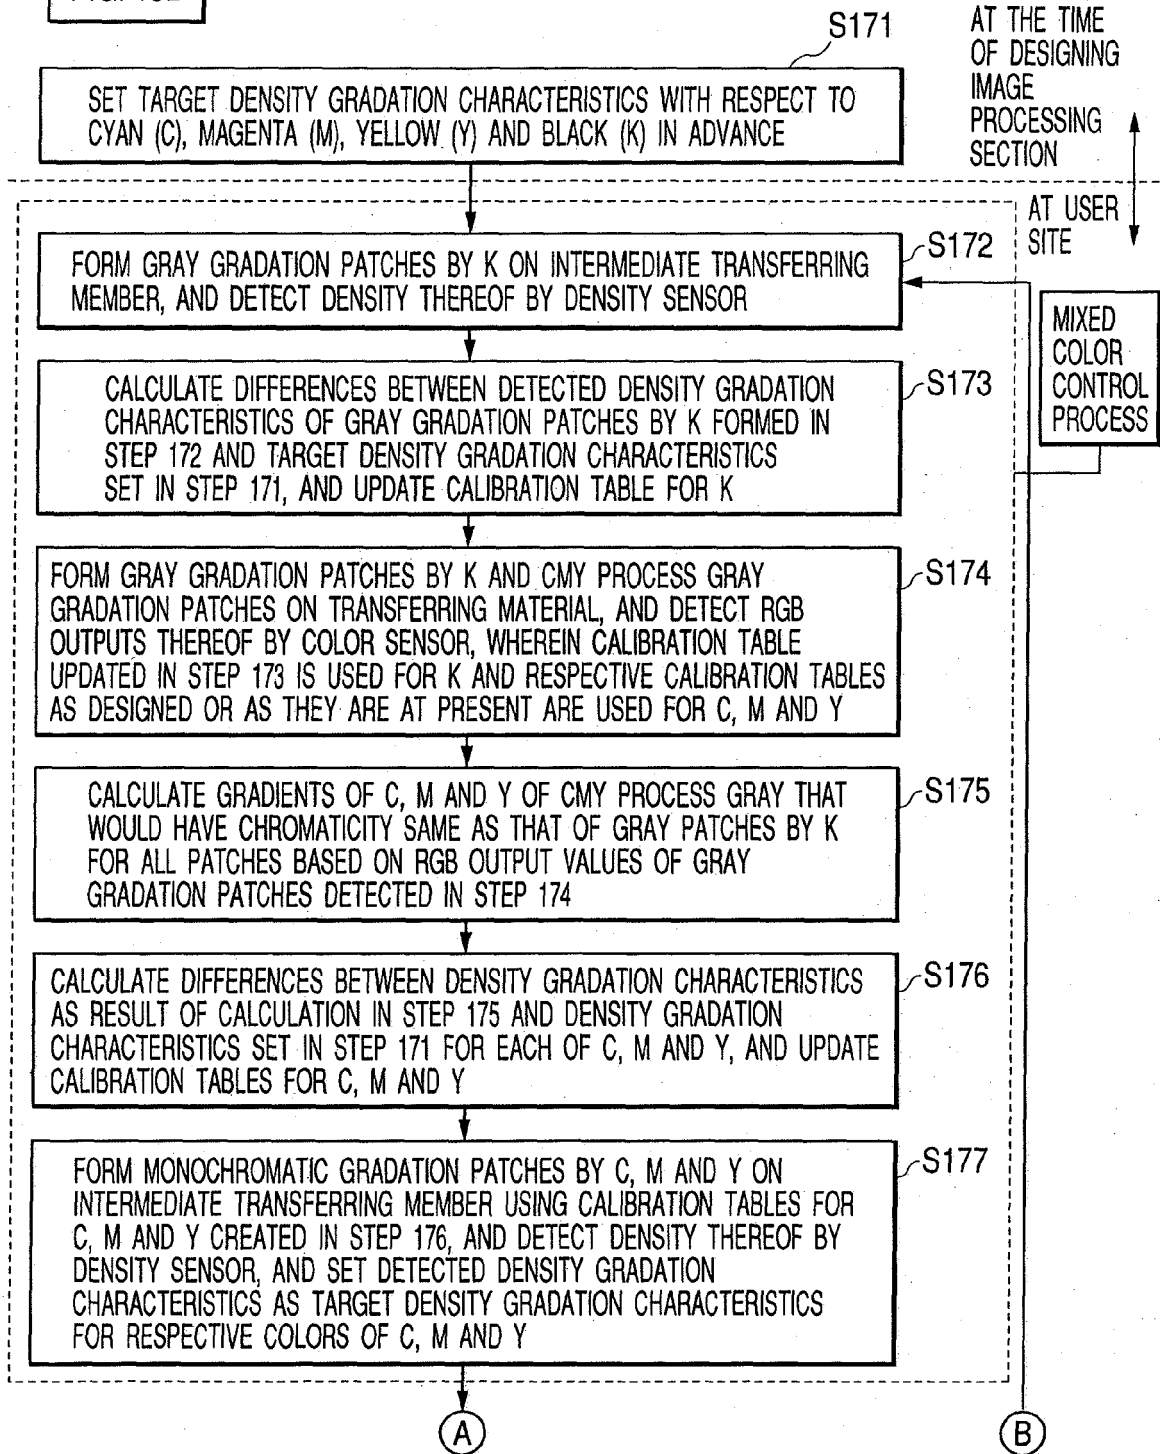 S171
AT THE TIME
OF DESIGNING
IMAGE
PROCESSING
SECTION
SET TARGET DENSITY GRADATION CHARACTERISTICS WITH RESPECT TO
CYAN (C), MAGENTA (M), YELLOW (Y) AND BLACK (K) IN ADVANCE
AT USER
SITE
S172
FORM GRAY GRADATION PATCHES BY K ON INTERMEDIATE TRANSFERRING
MEMBER, AND DETECT DENSITY THEREOF BY DENSITY SENSOR
MIXED
COLOR
CONTROL
PROCESS
S173
CALCULATE DIFFERENCES BETWEEN DETECTED DENSITY GRADATION
CHARACTERISTICS OF GRAY GRADATION PATCHES BY K FORMED IN
STEP 172 AND TARGET DENSITY GRADATION CHARACTERISTICS
SET IN STEP 171, AND UPDATE CALIBRATION TABLE FOR K
S174
FORM GRAY GRADATION PATCHES BY K AND CMY PROCESS GRAY
GRADATION PATCHES ON TRANSFERRING MATERIAL, AND DETECT RGB
OUTPUTS THEREOF BY COLOR SENSOR, WHEREIN CALIBRATION TABLE
UPDATED IN STEP 173 IS USED FOR K AND RESPECTIVE CALIBRATION TABLES
AS DESIGNED OR AS THEY ARE AT PRESENT ARE USED FOR C, M AND Y
S175
CALCULATE GRADIENTS OF C, M AND Y OF CMY PROCESS GRAY THAT
WOULD HAVE CHROMATICITY SAME AS THAT OF GRAY PATCHES BY K
FOR ALL PATCHES BASED ON RGB OUTPUT VALUES OF GRAY
GRADATION PATCHES DETECTED IN STEP 174
S176
CALCULATE DIFFERENCES BETWEEN DENSITY GRADATION CHARACTERISTICS
AS RESULT OF CALCULATION IN STEP 175 AND DENSITY GRADATION
CHARACTERISTICS SET IN STEP 171 FOR EACH OF C, M AND Y, AND UPDATE
CALIBRATION TABLES FOR C, M AND Y
S177
FORM MONOCHROMATIC GRADATION PATCHES BY C, M AND Y ON
INTERMEDIATE TRANSFERRING MEMBER USING CALIBRATION TABLES FOR
C, M AND Y CREATED IN STEP 176, AND DETECT DENSITY THEREOF BY
DENSITY SENSOR, AND SET DETECTED DENSITY GRADATION
CHARACTERISTICS AS TARGET DENSITY GRADATION CHARACTERISTICS
FOR RESPECTIVE COLORS OF C, M AND Y
A
B